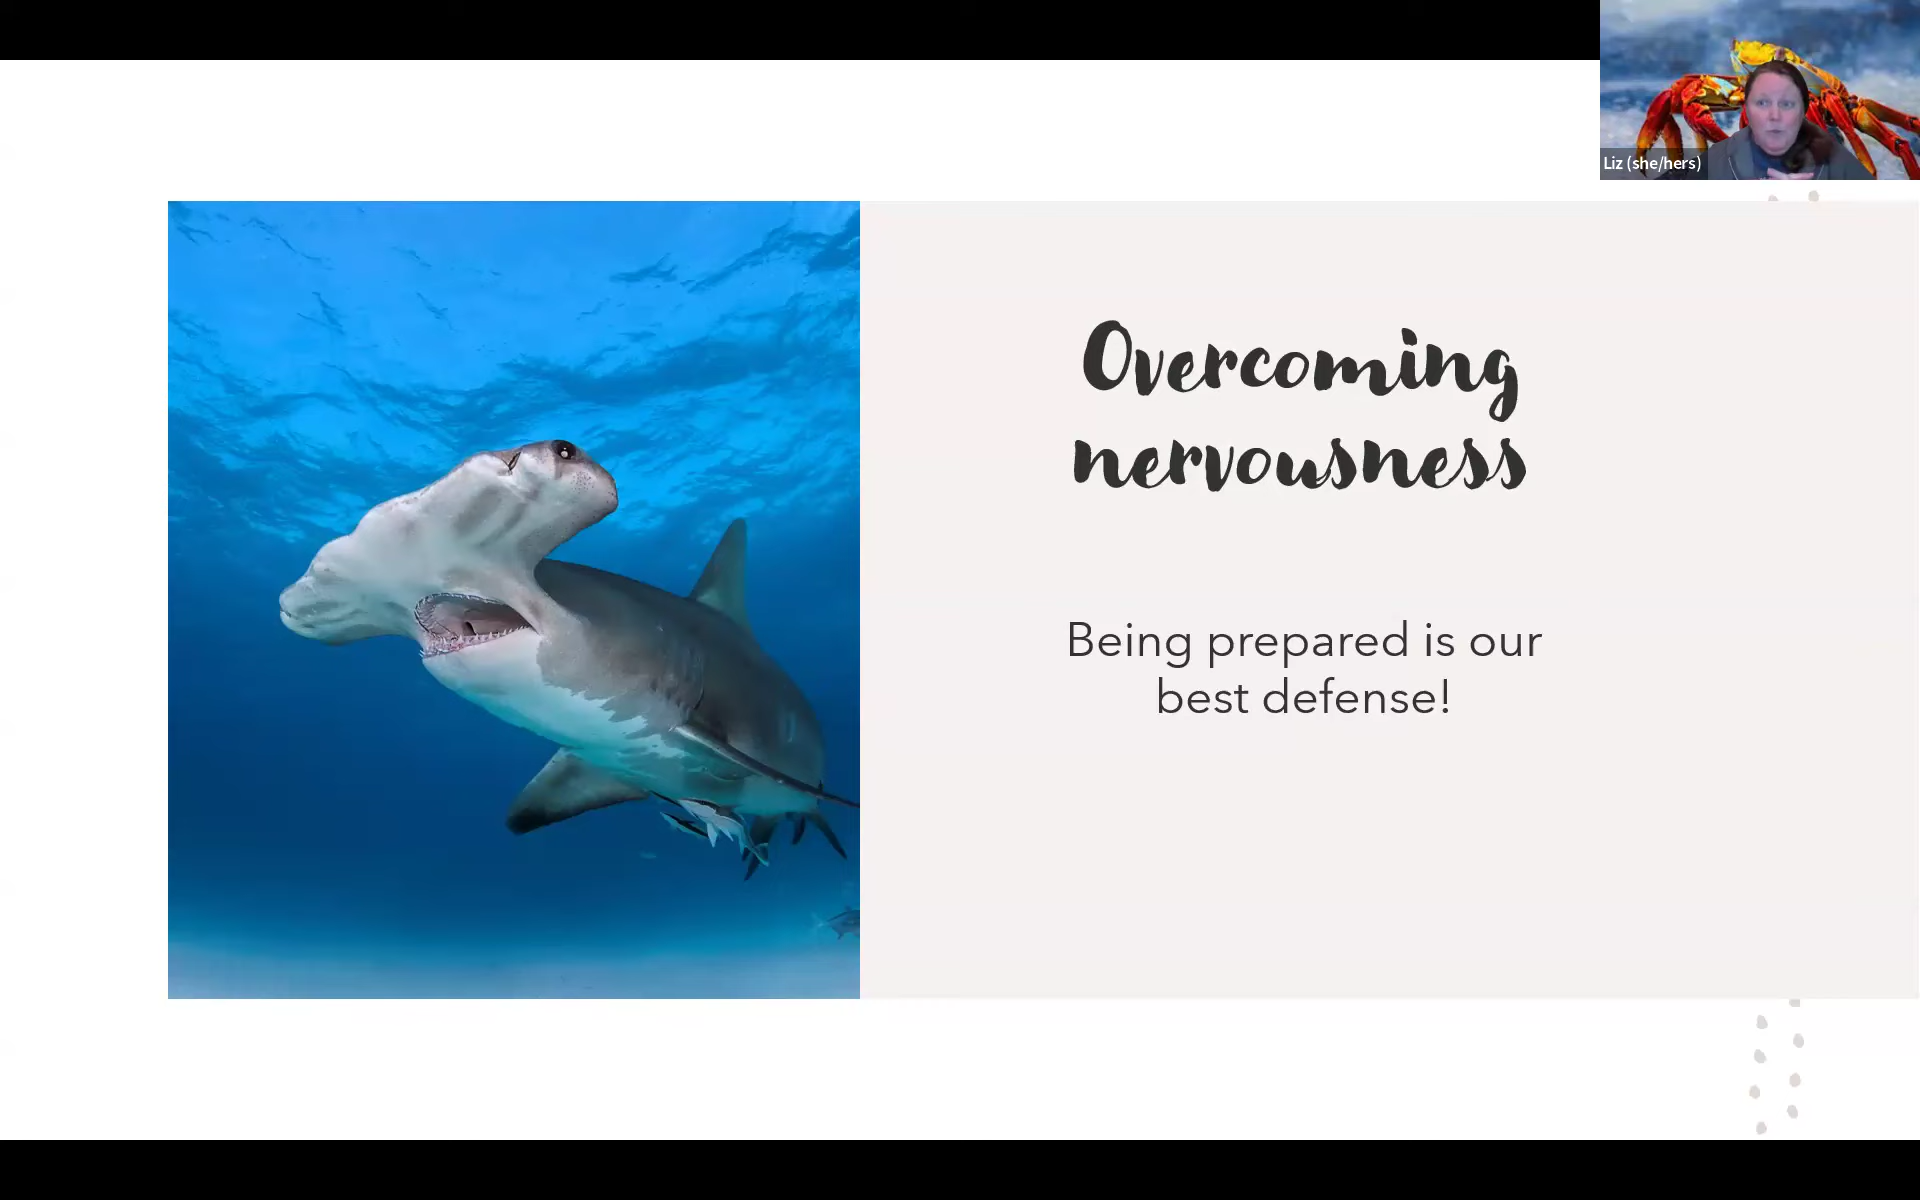 Liz (she/hers)
Overcoming
nervousness
Being prepared is our
best defense!